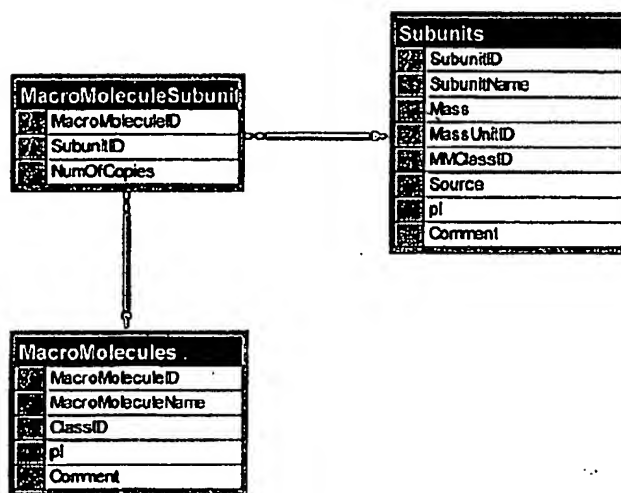 Subunits
SubunitID
SubunitName
Mass
MassUnitID
MMClassID
Source
pI
Comment
MacroMoleculeSubunit
MacroMoleculeID
SubunitID
NumOfCopies
MacroMolecules
MacroMoleculeID
MacroMoleculeName
ClassID
pI
Comment